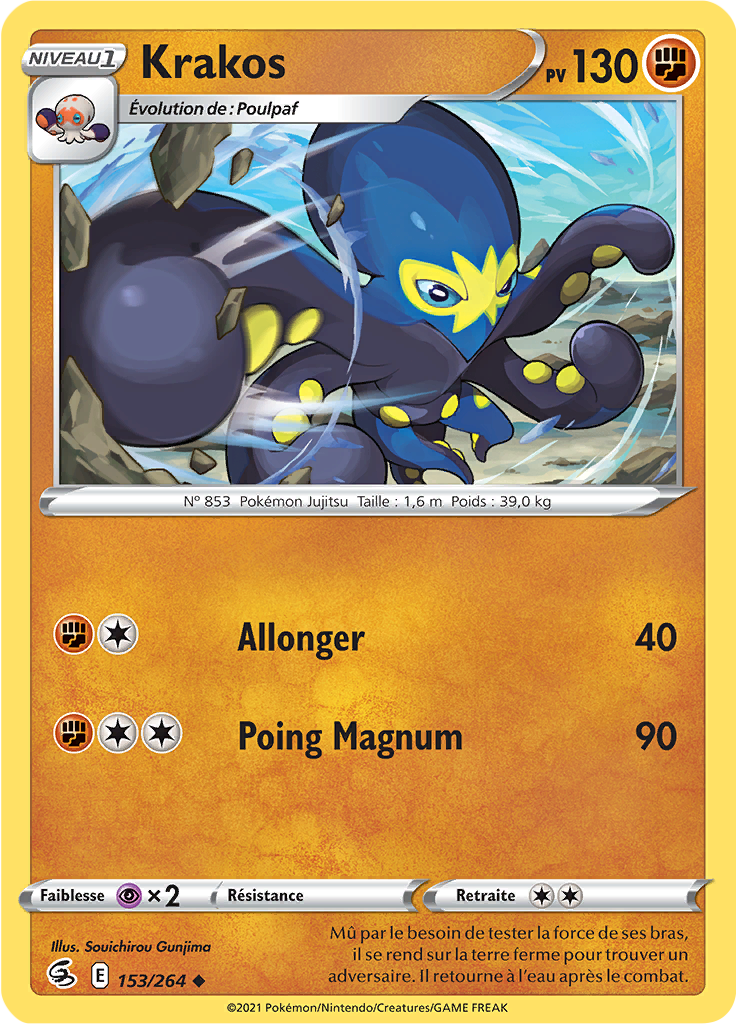 NIVEAU 1
Krakos
PV 130
Évolution de : Poulpaf
Nº 853 Pokémon Jujitsu Taille : 1,6 m Poids : 39,0 kg
Allonger 40
Poing Magnum 90
Faiblesse ×2 Résistance Retraite
Illus. Souichirou Gunjima
E 153/264
Mû par le besoin de tester la force de ses bras,
il se rend sur la terre ferme pour trouver un
adversaire. Il retourne à l'eau après le combat.
©2021 Pokémon/Nintendo/Creatures/GAME FREAK